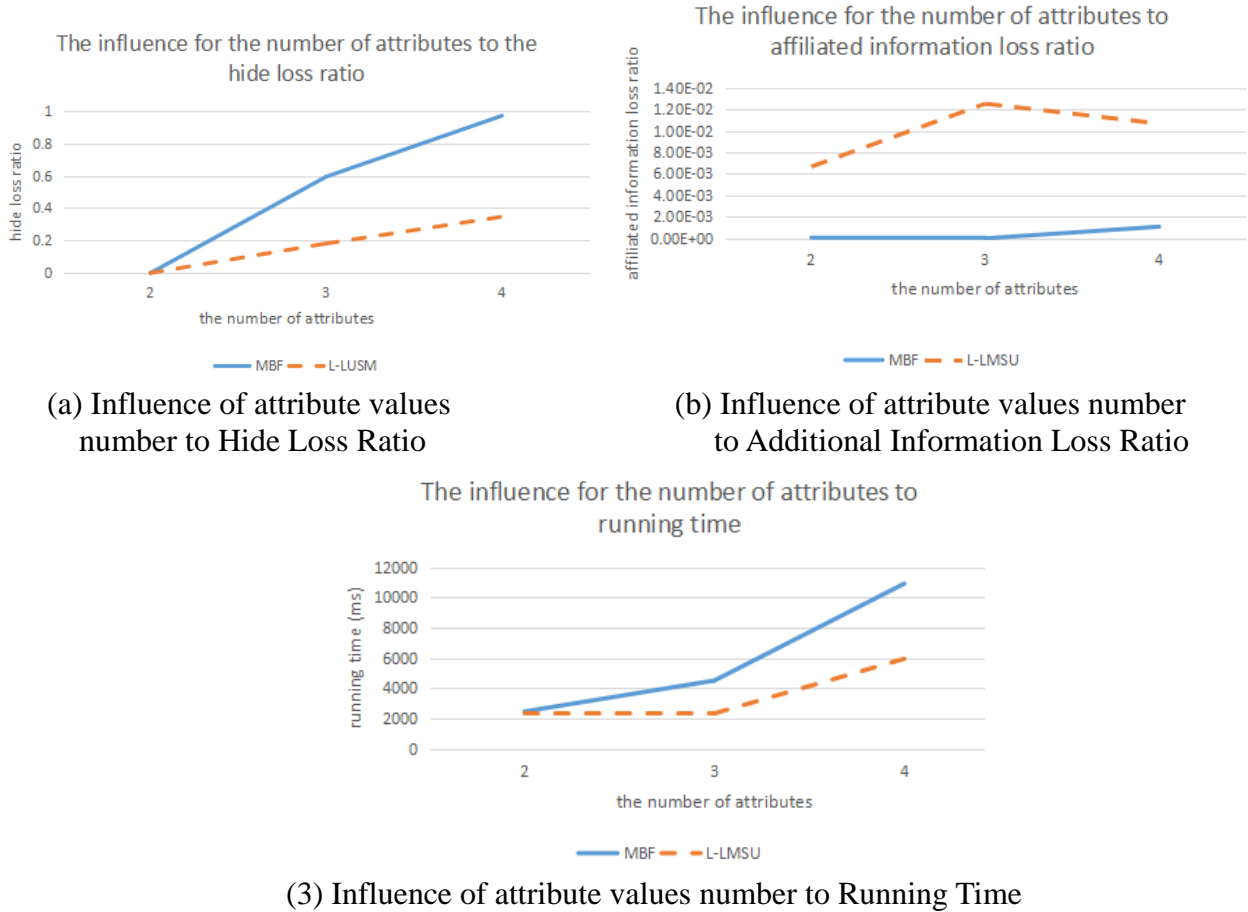 The influence for the number of attributes to the
hide loss ratio
hide loss ratio
1
0.8
0.6
0.4
0.2
0
2 3 4
the number of attributes
MBF L-LUSM
(a) Influence of attribute values
number to Hide Loss Ratio
The influence for the number of attributes to
affiliated information loss ratio
affiliated information loss ratio
1.40E-02
1.20E-02
1.00E-02
8.00E-03
6.00E-03
4.00E-03
2.00E-03
0.00E+00
2 3 4
the number of attributes
MBF L-LMSU
(b) Influence of attribute values number
to Additional Information Loss Ratio
The influence for the number of attributes to
running time
running time (ms)
12000
10000
8000
6000
4000
2000
0
2 3 4
the number of attributes
MBF L-LMSU
(3) Influence of attribute values number to Running Time